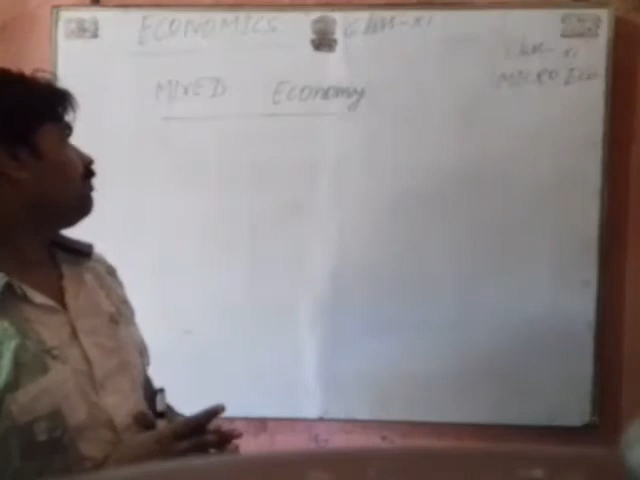 ECONOMICS Class-XI
Class-XI
MICRO Eco
MIXED Economy